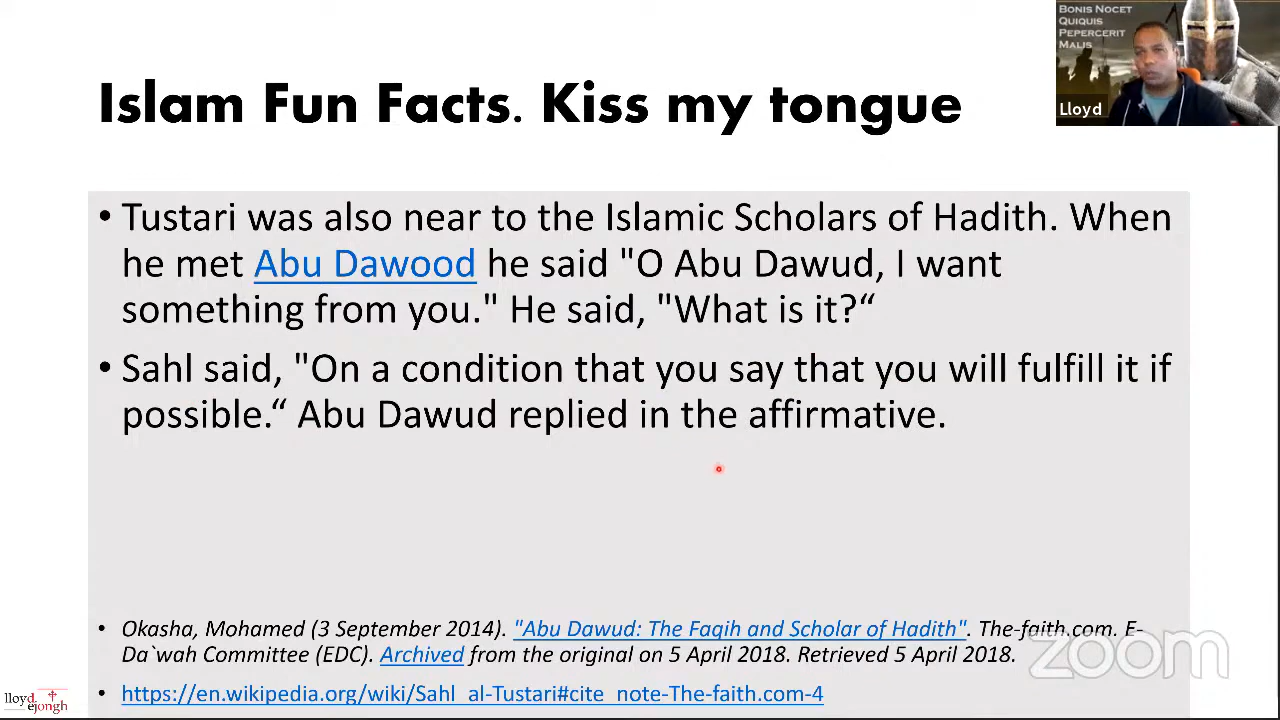 BONIS NOCET
QUIQUIS
PEPERCERIT
MALIS
Lloyd
Islam Fun Facts. Kiss my tongue
• Tustari was also near to the Islamic Scholars of Hadith. When
he met Abu Dawood he said "O Abu Dawud, I want
something from you." He said, "What is it?“
• Sahl said, "On a condition that you say that you will fulfill it if
possible.“ Abu Dawud replied in the affirmative.
• Okasha, Mohamed (3 September 2014). "Abu Dawud: The Faqih and Scholar of Hadith". The-faith.com. E-
Da`wah Committee (EDC). Archived from the original on 5 April 2018. Retrieved 5 April 2018.
• https://en.wikipedia.org/wiki/Sahl_al-Tustari#cite_note-The-faith.com-4
zoom
lloyd
dejongh